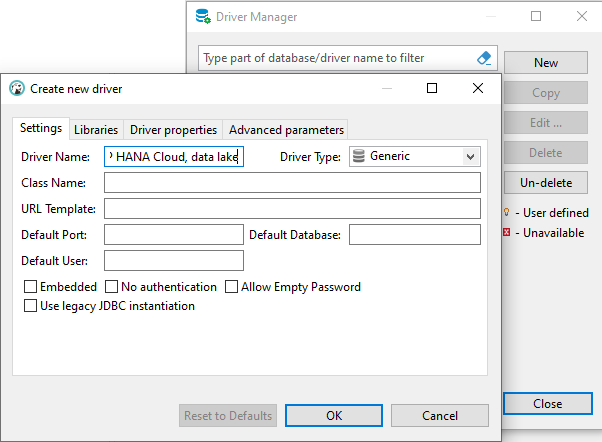 Driver Manager
Type part of database/driver name to filter
New
Copy
Edit ...
Delete
Un-delete
- User defined
- Unavailable
Close
Create new driver
Settings Libraries Driver properties Advanced parameters
Driver Name: HANA Cloud, data lake Driver Type: Generic
Class Name:
URL Template:
Default Port: Default Database:
Default User:
Embedded No authentication Allow Empty Password
Use legacy JDBC instantiation
Reset to Defaults OK Cancel